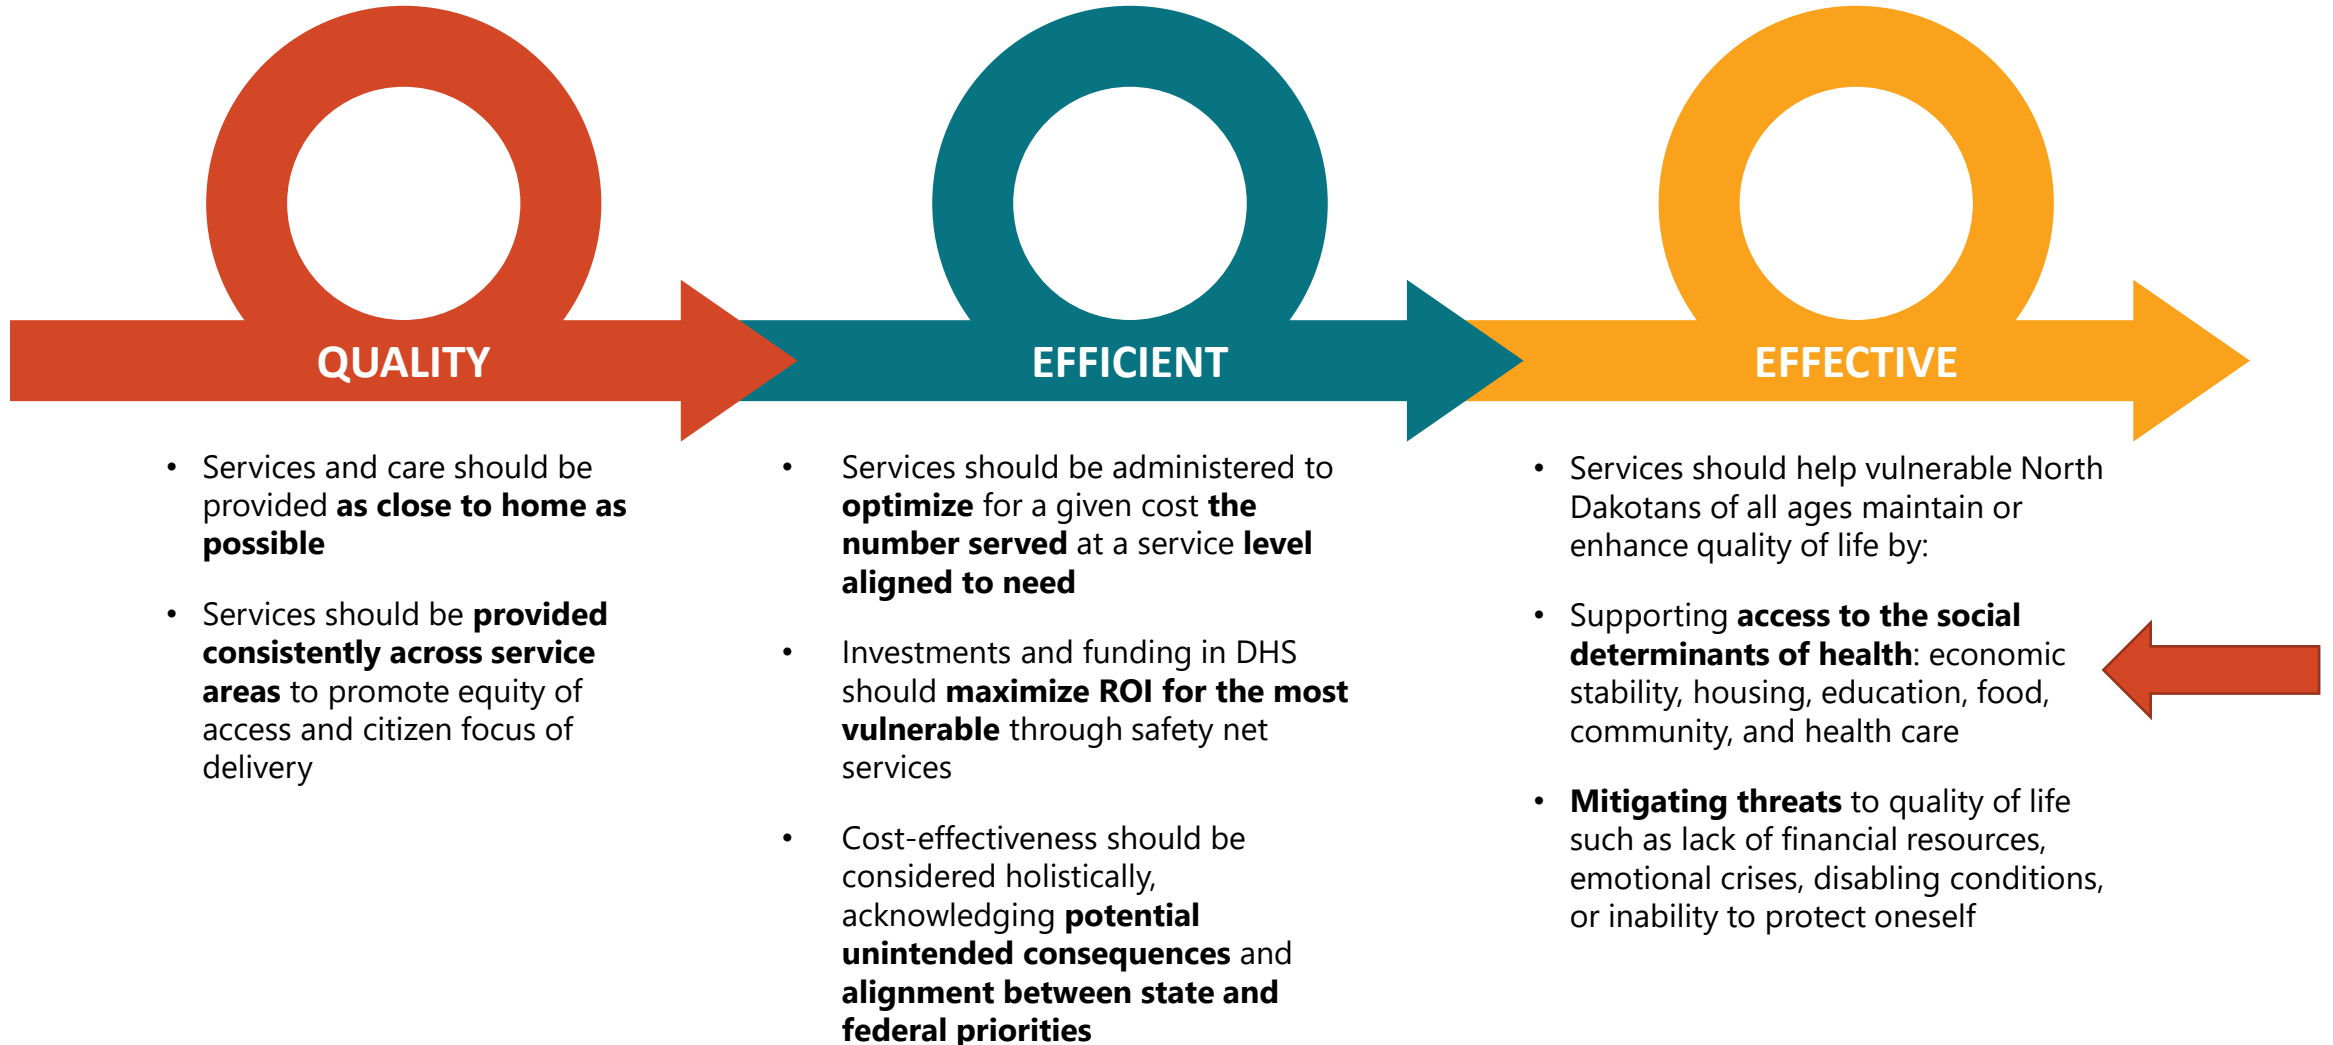 QUALITY
• Services and care should be
provided as close to home as
possible
• Services should be provided
consistently across service
areas to promote equity of
access and citizen focus of
delivery
EFFICIENT
• Services should be administered to
optimize for a given cost the
number served at a service level
aligned to need
• Investments and funding in DHS
should maximize ROI for the most
vulnerable through safety net
services
• Cost-effectiveness should be
considered holistically,
acknowledging potential
unintended consequences and
alignment between state and
federal priorities
EFFECTIVE
• Services should help vulnerable North
Dakotans of all ages maintain or
enhance quality of life by:
• Supporting access to the social
determinants of health: economic
stability, housing, education, food,
community, and health care
• Mitigating threats to quality of life
such as lack of financial resources,
emotional crises, disabling conditions,
or inability to protect oneself